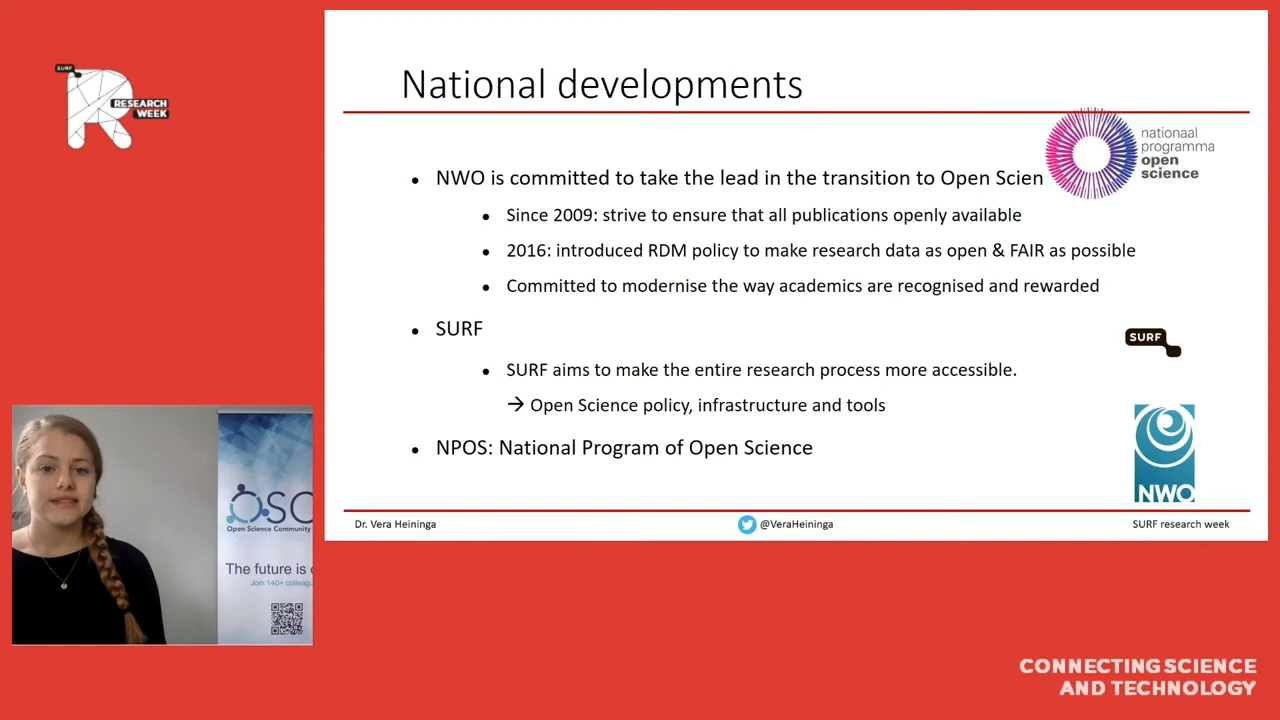 SURF
RESEARCH
WEEK
National developments
nationaal
programma
open
science
NWO is committed to take the lead in the transition to Open Scien
Since 2009: strive to ensure that all publications openly available
2016: introduced RDM policy to make research data as open & FAIR as possible
Committed to modernise the way academics are recognised and rewarded
SURF
SURF
SURF aims to make the entire research process more accessible.
→ Open Science policy, infrastructure and tools
NPOS: National Program of Open Science
NWO
Dr. Vera Heininga
@VeraHeininga
SURF research week
OSC
Open Science Community
The future is
Join 140+ colleagu
CONNECTING SCIENCE
AND TECHNOLOGY